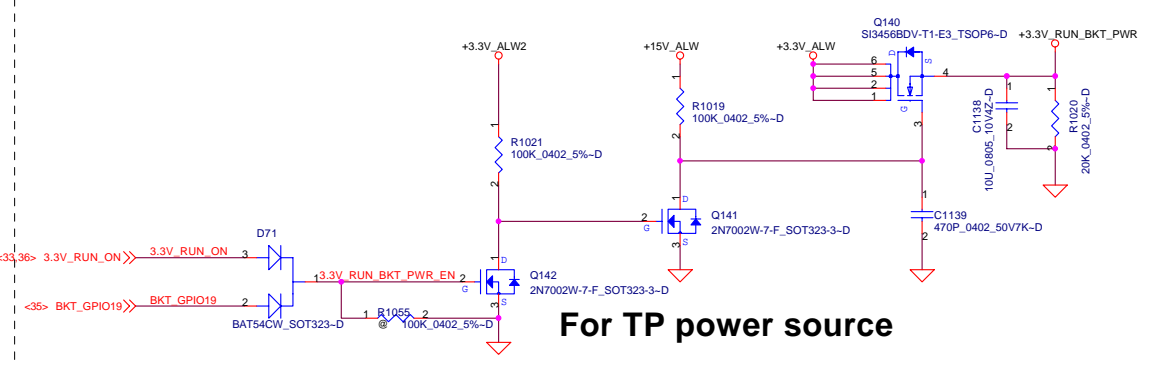 Q140
SI3456BDV-T1-E3_TSOP6~D
+3.3V_ALW2
+15V_ALW
+3.3V_ALW
+3.3V_RUN_BKT_PWR
D
S
6
5
2
1
4
G
3
1
R1019
100K_0402_5%~D
2
1
C1138
10U_0805_10V4Z~D
2
1
R1020
20K_0402_5%~D
2
1
R1021
100K_0402_5%~D
2
1
D
2
G
Q141
2N7002W-7-F_SOT323-3~D
S
3
1
C1139
470P_0402_50V7K~D
2
D71
<33,36> 3.3V_RUN_ON
3.3V_RUN_ON
3
1
3.3V_RUN_BKT_PWR_EN
2
G
1
D
Q142
2N7002W-7-F_SOT323-3~D
S
3
<35> BKT_GPIO19
BKT_GPIO19
2
BAT54CW_SOT323~D
1
R1055
2
@
100K_0402_5%~D
For TP power source